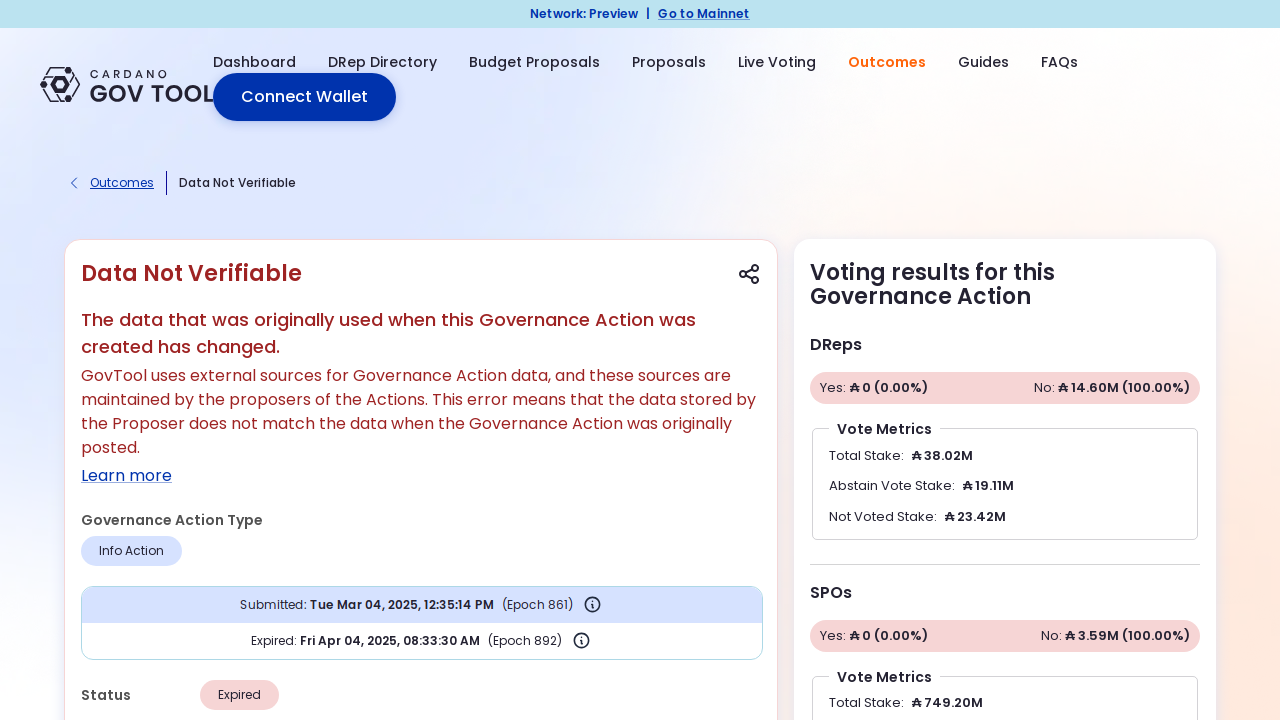 Network: Preview | Go to Mainnet
CARDANO
GOV TOOL
Dashboard DRep Directory Budget Proposals Proposals Live Voting Outcomes Guides FAQs
Connect Wallet
Outcomes Data Not Verifiable
Data Not Verifiable
The data that was originally used when this Governance Action was
created has changed.
GovTool uses external sources for Governance Action data, and these sources are
maintained by the proposers of the Actions. This error means that the data stored by
the Proposer does not match the data when the Governance Action was originally
posted.
Learn more
Governance Action Type
Info Action
Submitted: Tue Mar 04, 2025, 12:35:14 PM (Epoch 861)
Expired: Fri Apr 04, 2025, 08:33:30 AM (Epoch 892)
Status Expired
Voting results for this
Governance Action
DReps
Yes: ₳ 0 (0.00%) No: ₳ 14.60M (100.00%)
Vote Metrics
Total Stake: ₳ 38.02M
Abstain Vote Stake: ₳ 19.11M
Not Voted Stake: ₳ 23.42M
SPOs
Yes: ₳ 0 (0.00%) No: ₳ 3.59M (100.00%)
Vote Metrics
Total Stake: ₳ 749.20M